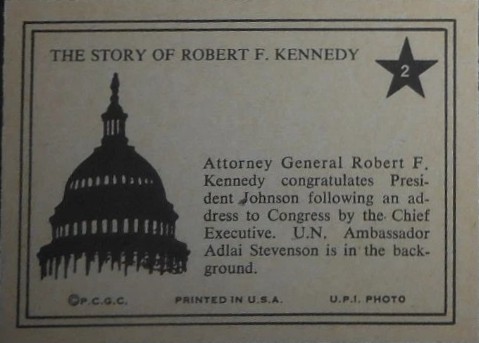 THE STORY OF ROBERT F. KENNEDY
2
Attorney General Robert F.
Kennedy congratulates Presi-
dent Johnson following an ad-
dress to Congress by the Chief
Executive. U.N. Ambassador
Adlai Stevenson is in the back-
ground.
©P.C.G.C. PRINTED IN U.S.A. U.P.I. PHOTO